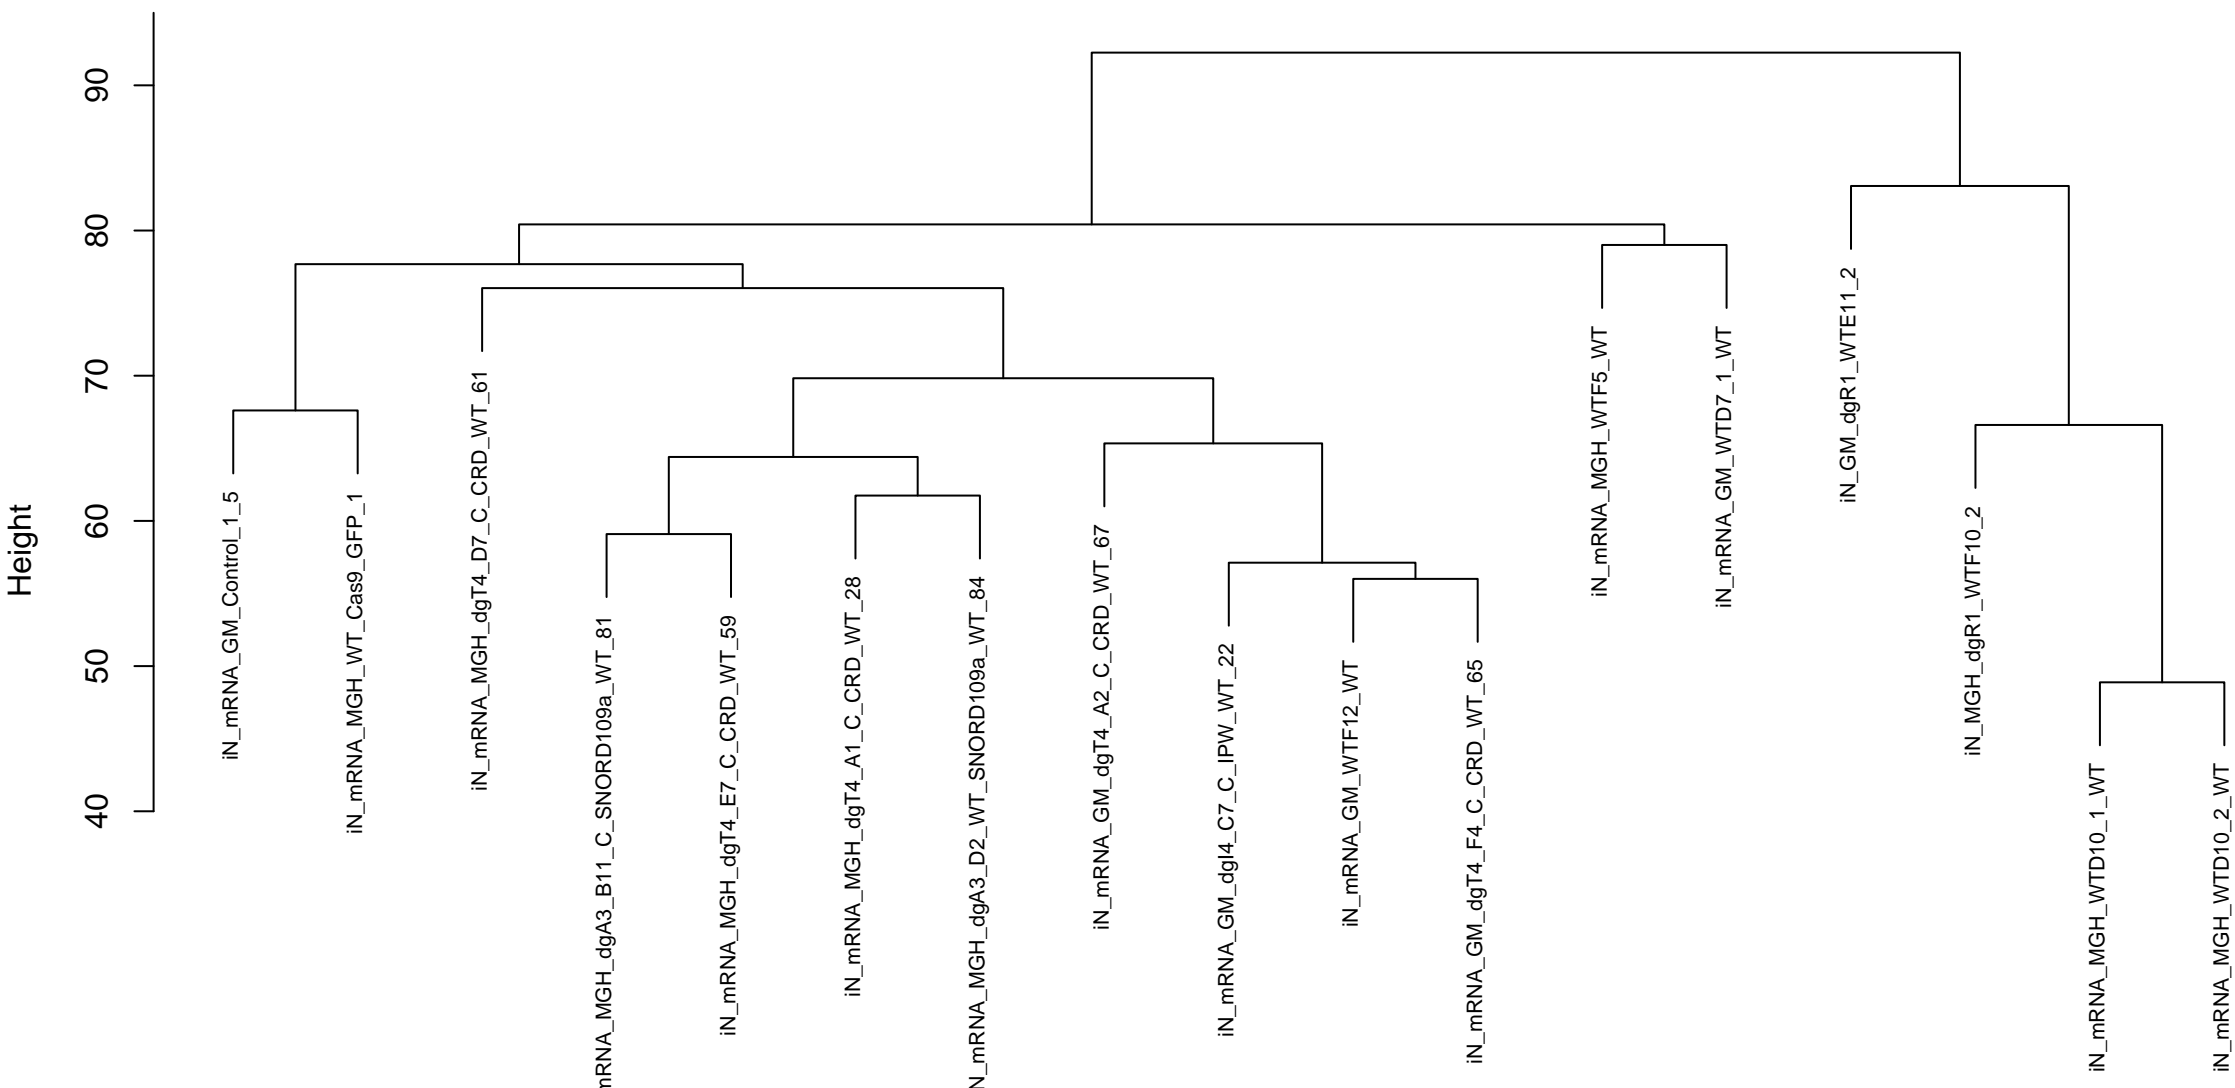 Height
90
80
70
60
50
40
iN_mRNA_GM_Control_1_5
iN_mRNA_MGH_WT_Cas9_GFP_1
iN_mRNA_MGH_dgT4_D7_C_CRD_WT_61
mRNA_MGH_dgA3_B11_C_SNORD109a_WT_81
iN_mRNA_MGH_dgT4_E7_C_CRD_WT_59
iN_mRNA_MGH_dgT4_A1_C_CRD_WT_28
N_mRNA_MGH_dgA3_D2_WT_SNORD109a_WT_84
iN_mRNA_GM_dgT4_A2_C_CRD_WT_67
iN_mRNA_GM_dgI4_C7_C_IPW_WT_22
iN_mRNA_GM_WTF12_WT
iN_mRNA_GM_dgT4_F4_C_CRD_WT_65
iN_mRNA_MGH_WTF5_WT
iN_mRNA_GM_WTD7_1_WT
iN_GM_dgR1_WTE11_2
iN_MGH_dgR1_WTF10_2
iN_mRNA_MGH_WTD10_1_WT
iN_mRNA_MGH_WTD10_2_WT